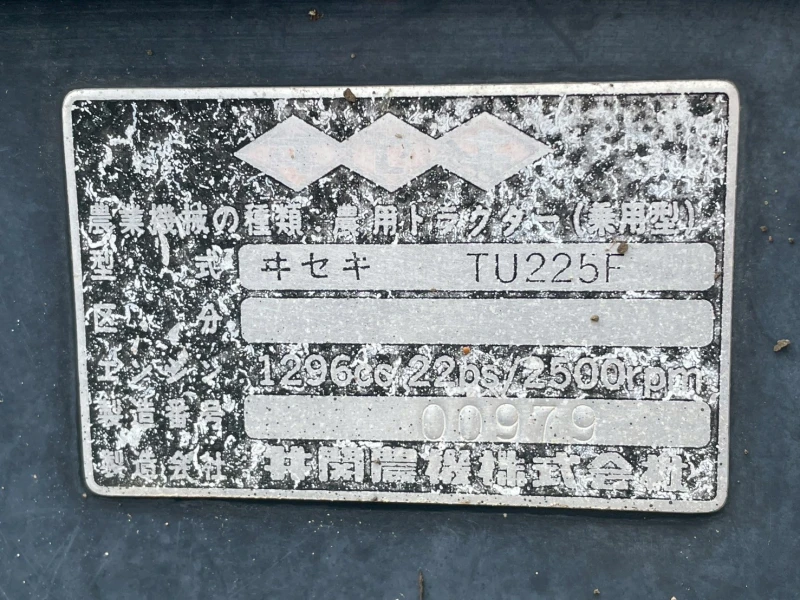 農業機械の種類：農用トラクター(乗用型)
型式 ヰセキ TU225F
区分
エンジン 1296cc/22ps/2500rpm
製造番号 00979
製造会社 井関農機株式会社